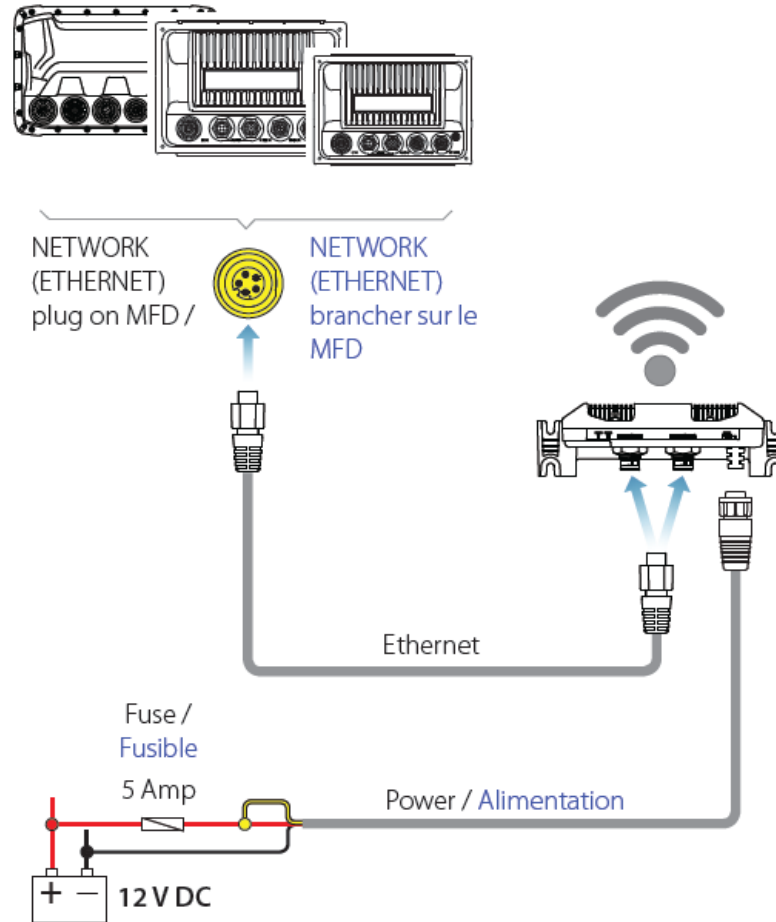 NETWORK
(ETHERNET)
plug on MFD /
NETWORK
(ETHERNET)
brancher sur le
MFD
Ethernet
Fuse /
Fusible
5 Amp
Power / Alimentation
+ –
12 V DC